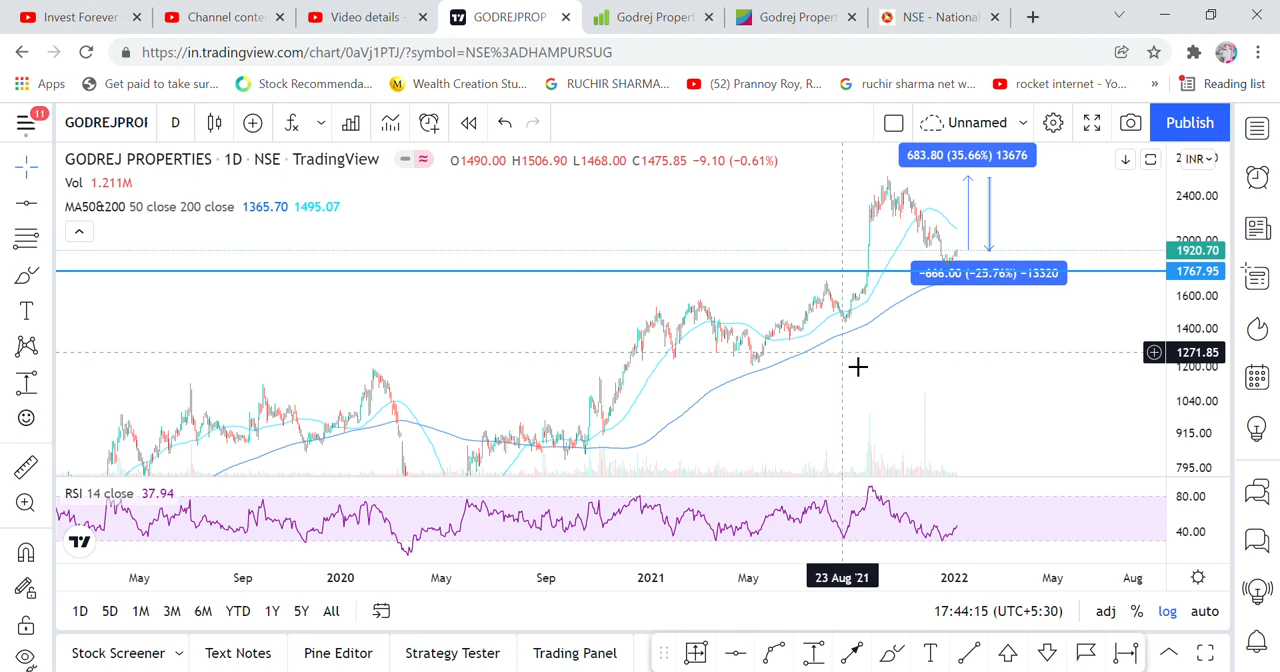 Invest Forever
Channel conte
Video details -
GODREJPROP
Godrej Propert
Godrej Propert
NSE - National
https://in.tradingview.com/chart/0aVj1PTJ/?symbol=NSE%3ADHAMPURSUG
Apps
Get paid to take sur...
Stock Recommenda...
M
Wealth Creation Stu...
RUCHIR SHARMA...
(52) Prannoy Roy, R...
ruchir sharma net w...
rocket internet - Yo...
»
Reading list
11
GODREJPROF
D
Unnamed
Publish
GODREJ PROPERTIES · 1D · NSE · TradingView
O1490.00 H1506.90 L1468.00 C1475.85 −9.10 (−0.61%)
683.80 (35.66%) 13676
INR
Vol 1.211M
2400.00
MA50&200 50 close 200 close 1365.70 1495.07
2000.00
1920.70
1767.95
−666.00 (−25.76%) −13320
1600.00
1400.00
1271.85
1200.00
1040.00
915.00
795.00
RSI 14 close 37.94
80.00
40.00
May
Sep
2020
May
Sep
2021
May
23 Aug '21
2022
May
Aug
1D
5D
1M
3M
6M
YTD
1Y
5Y
All
17:44:15 (UTC+5:30)
adj
%
log
auto
Stock Screener
Text Notes
Pine Editor
Strategy Tester
Trading Panel